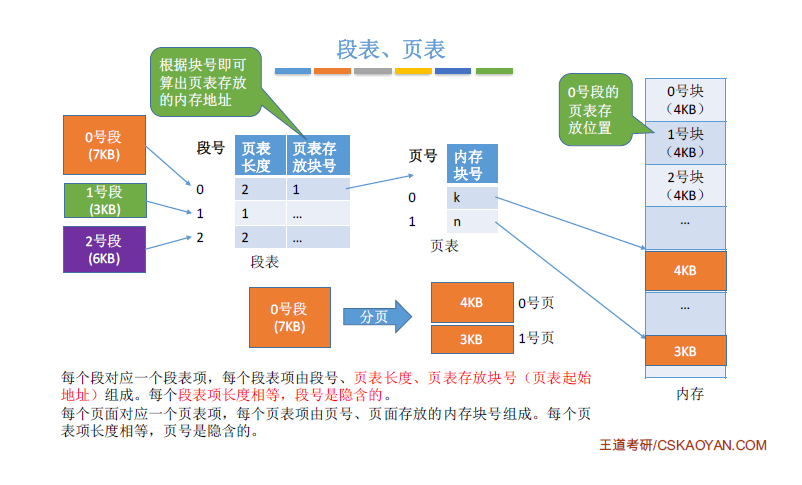 段表、页表
根据块号即可
算出页表存放
的内存地址
0号段的
页表存
放位置
0号块
（4KB）
1号块
（4KB）
2号块
（4KB）
...
4KB
...
3KB
内存
0号段
(7KB)
1号段
(3KB)
2号段
(6KB)
段号
页表
长度
页表存
放块号
0
2
1
1
1
...
2
2
...
段表
页号
内存
块号
0
k
1
n
页表
0号段
(7KB)
分页
4KB
0号页
3KB
1号页
每个段对应一个段表项，每个段表项由段号、页表长度、页表存放块号（页表起始
地址）组成。每个段表项长度相等，段号是隐含的。
每个页面对应一个页表项，每个页表项由页号、页面存放的内存块号组成。每个页
表项长度相等，页号是隐含的。
王道考研/CSKAOYAN.COM